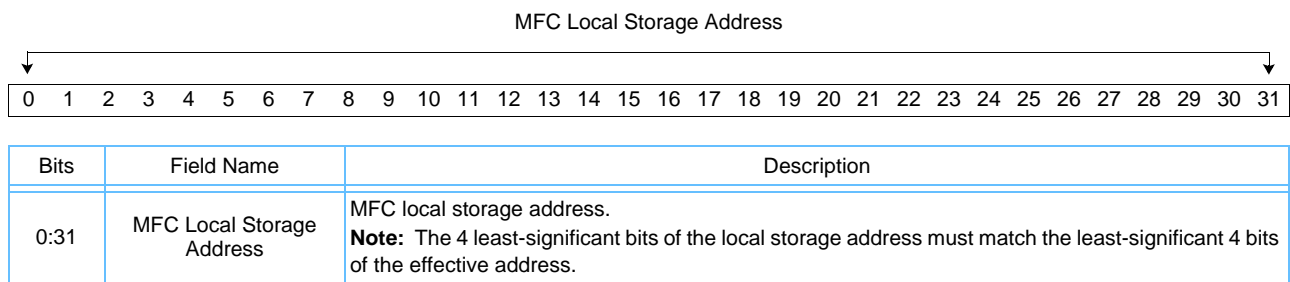 MFC Local Storage Address
0 1 2 3 4 5 6 7 8 9 10 11 12 13 14 15 16 17 18 19 20 21 22 23 24 25 26 27 28 29 30 31
Bits Field Name Description
0:31 MFC Local Storage Address
MFC local storage address.
Note: The 4 least-significant bits of the local storage address must match the least-significant 4 bits
of the effective address.